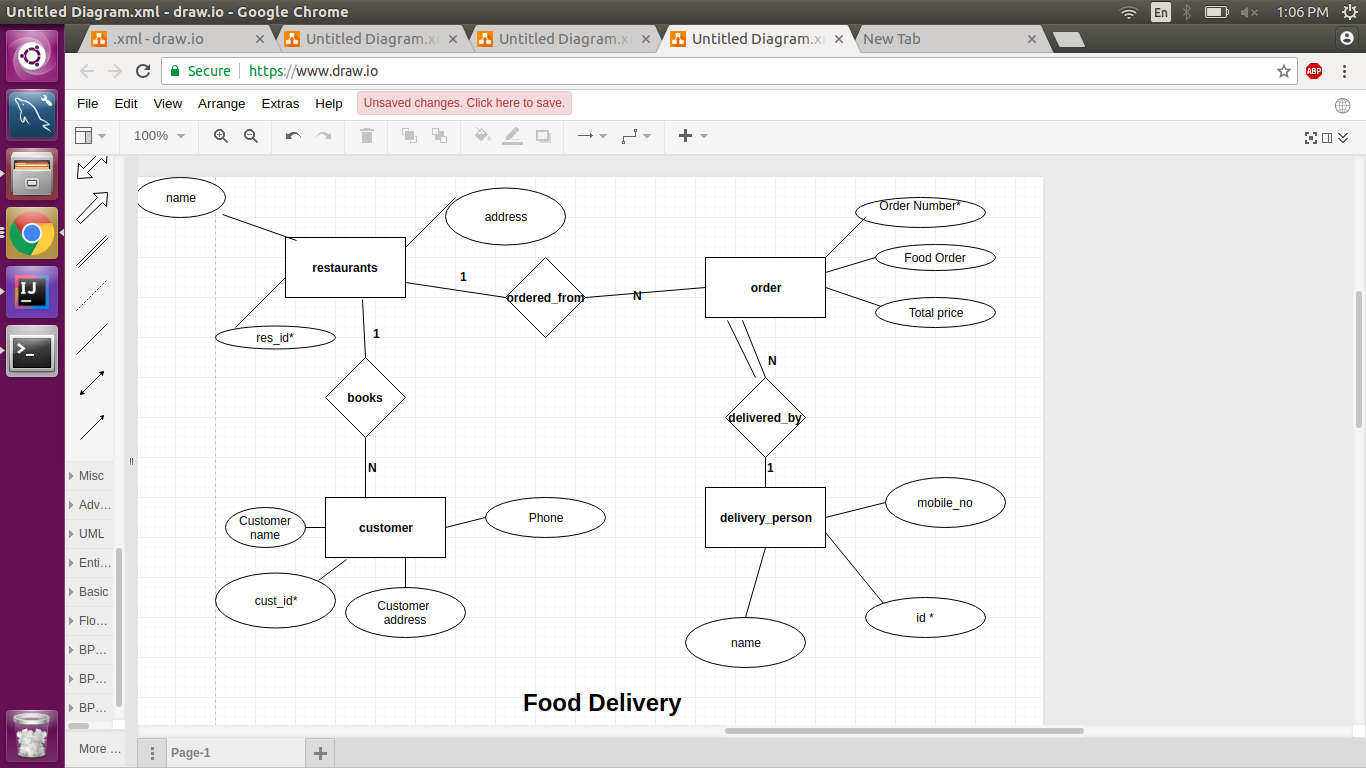 Untitled Diagram.xml - draw.io - Google Chrome
En
1:06 PM
.xml - draw.io
Untitled Diagram.x
Untitled Diagram.x
Untitled Diagram.x
New Tab
Secure
https://www.draw.io
ABP
File Edit View Arrange Extras Help
Unsaved changes. Click here to save.
100%
name
address
Order Number*
restaurants
1
ordered_from
N
order
Food Order
Total price
res_id*
1
N
books
delivered_by
N
1
Customer
name
customer
Phone
delivery_person
mobile_no
cust_id*
Customer
address
id *
name
Food Delivery
IJ
Misc
Adv...
UML
Enti...
Basic
Flo...
BP...
BP...
BP...
More ...
Page-1